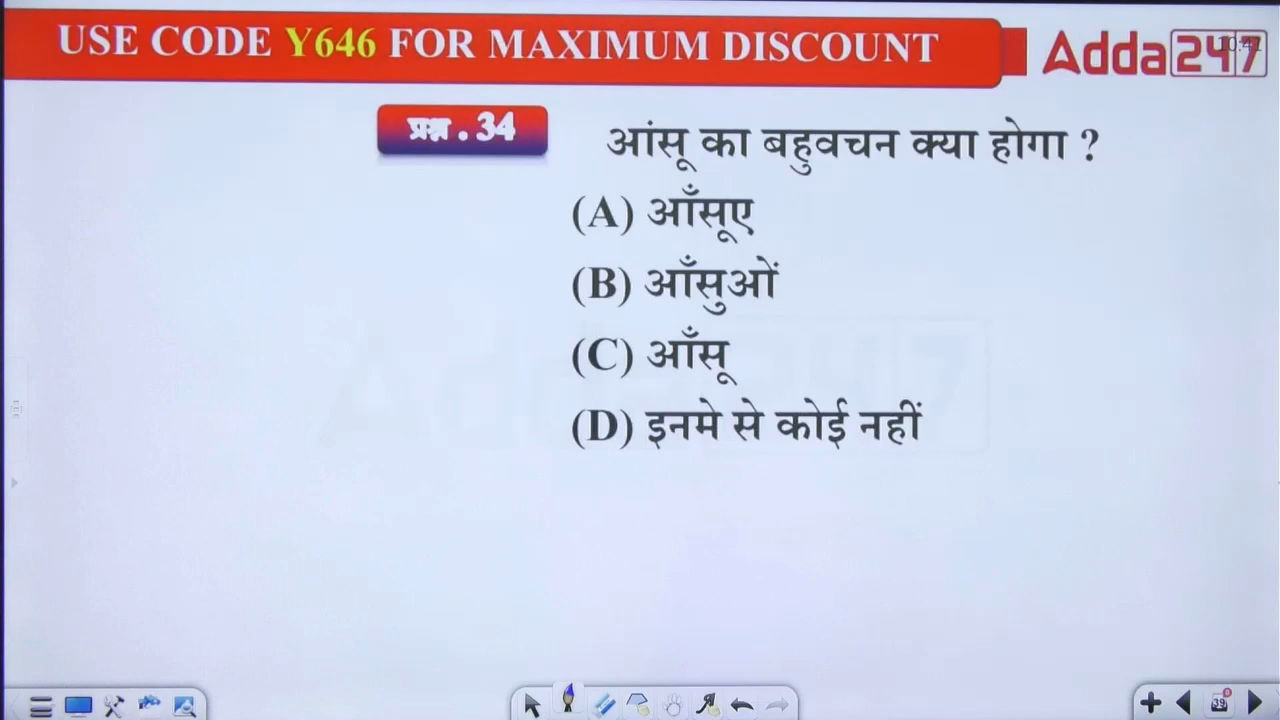 USE CODE Y646 FOR MAXIMUM DISCOUNT
Adda247
प्रश्न . 34
आंसू का बहुवचन क्या होगा ?
(A) आँसूए
(B) आँसुओं
(C) आँसू
(D) इनमे से कोई नहीं